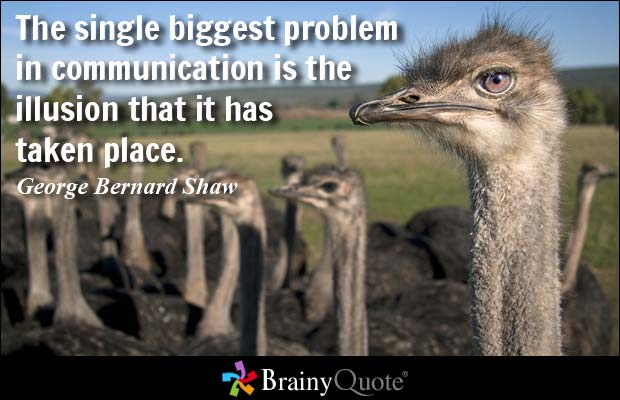 The single biggest problem
in communication is the
illusion that it has
taken place.
George Bernard Shaw
BrainyQuote®